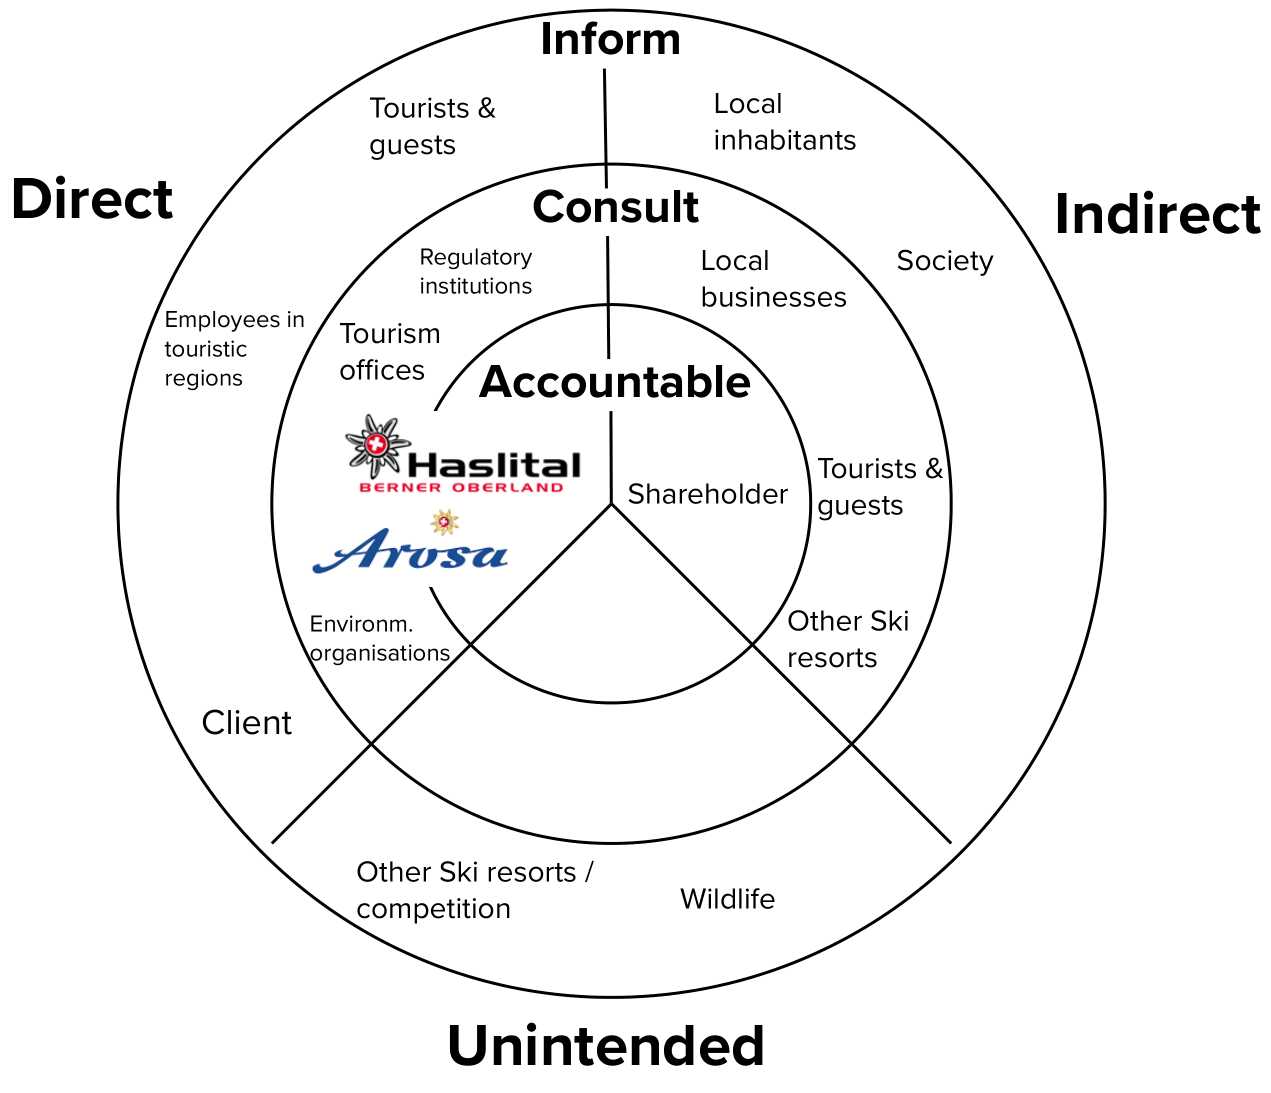 Inform
Tourists &
guests
Local
inhabitants
Direct
Indirect
Consult
Regulatory
institutions
Local
businesses
Society
Employees in
touristic
regions
Tourism
offices
Accountable
Haslital
BERNER OBERLAND
Shareholder
Tourists &
guests
Arosa
Environm.
organisations
Other Ski
resorts
Client
Other Ski resorts /
competition
Wildlife
Unintended